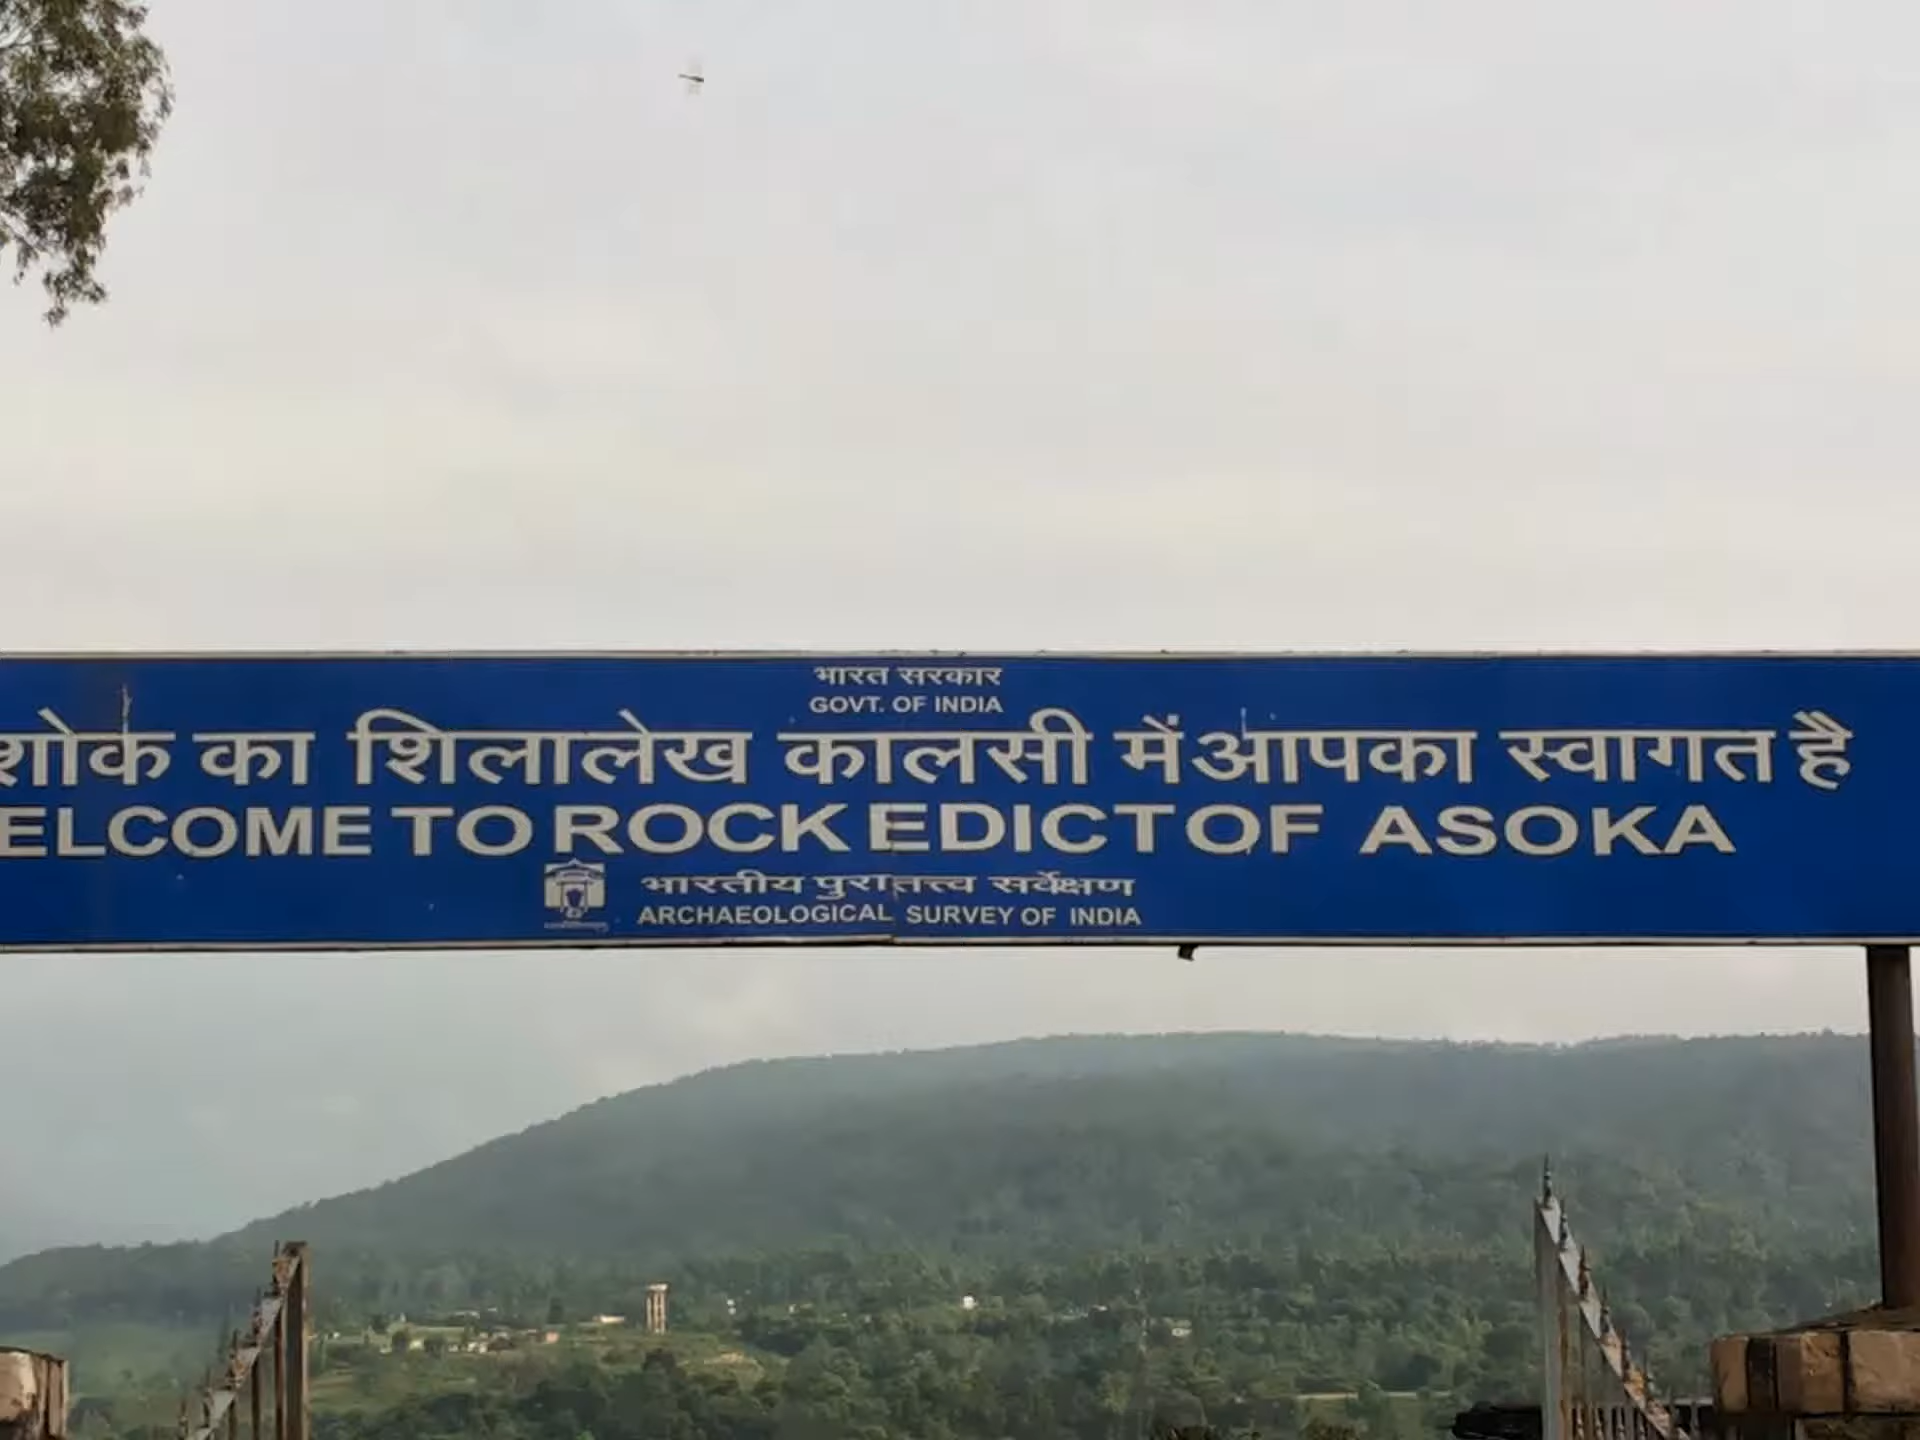 भारत सरकार
GOVT. OF INDIA
शोक का शिलालेख कालसी में आपका स्वागत है
ELCOME TO ROCK EDICT OF ASOKA
भारतीय पुरातत्त्व सर्वेक्षण
ARCHAEOLOGICAL SURVEY OF INDIA